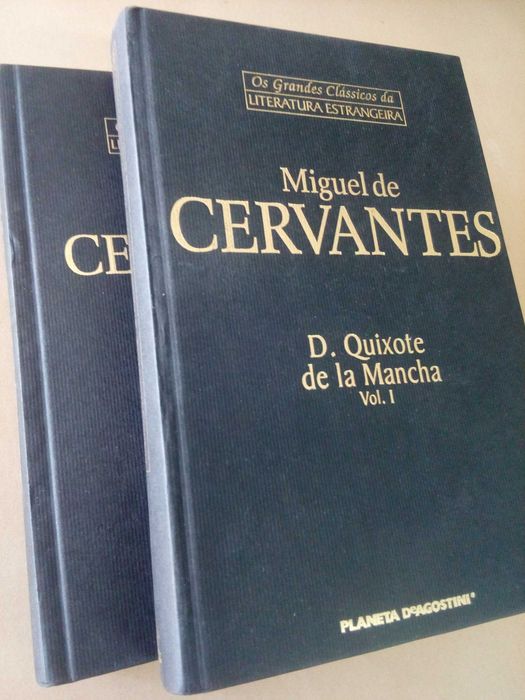 Os Grandes Clássicos da
LITERATURA ESTRANGEIRA
Miguel de
CERVANTES
D. Quixote
de la Mancha
Vol. I
PLANETA DeAGOSTINI®
CE